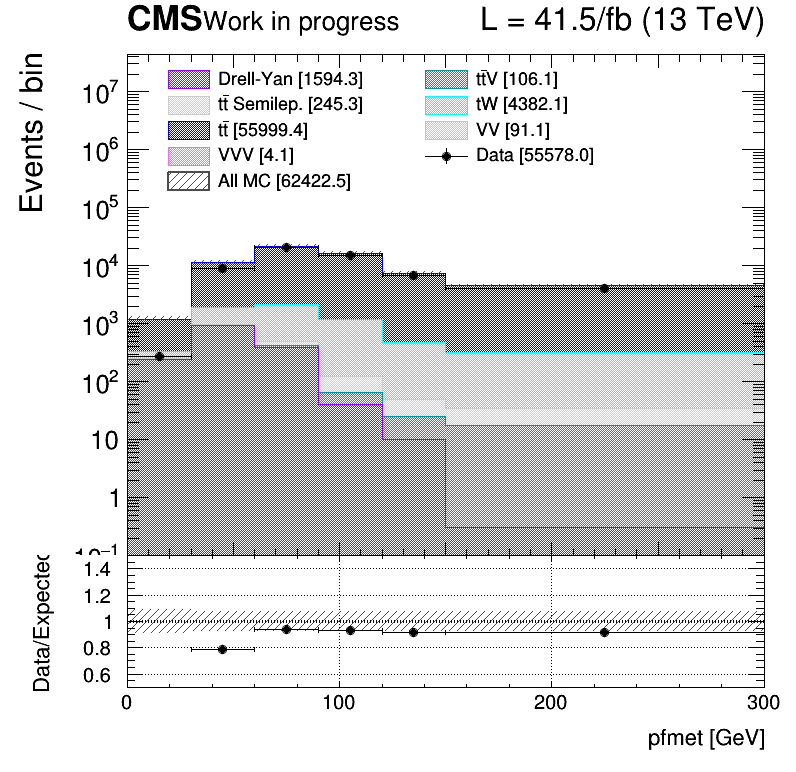 CMS Work in progress L = 41.5/fb (13 TeV)
Events / bin
Drell-Yan [1594.3]
tt̄ Semilep. [245.3]
tt̄ [55999.4]
VVV [4.1]
All MC [62422.5]
tt̄V [106.1]
tW [4382.1]
VV [91.1]
Data [55578.0]
10⁷
10⁶
10⁵
10⁴
10³
10²
10
1
10⁻¹
Data/Expected
1.4
1.2
1
0.8
0.6
0 100 200 300
pfmet [GeV]